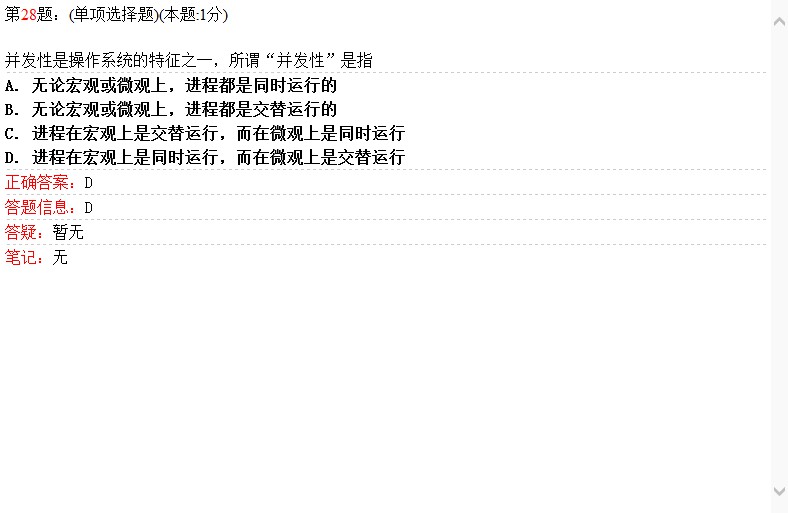 第28题：(单项选择题)(本题:1分)
并发性是操作系统的特征之一，所谓“并发性”是指
A. 无论宏观或微观上，进程都是同时运行的
B. 无论宏观或微观上，进程都是交替运行的
C. 进程在宏观上是交替运行，而在微观上是同时运行
D. 进程在宏观上是同时运行，而在微观上是交替运行
正确答案：D
答题信息：D
答疑：暂无
笔记：无